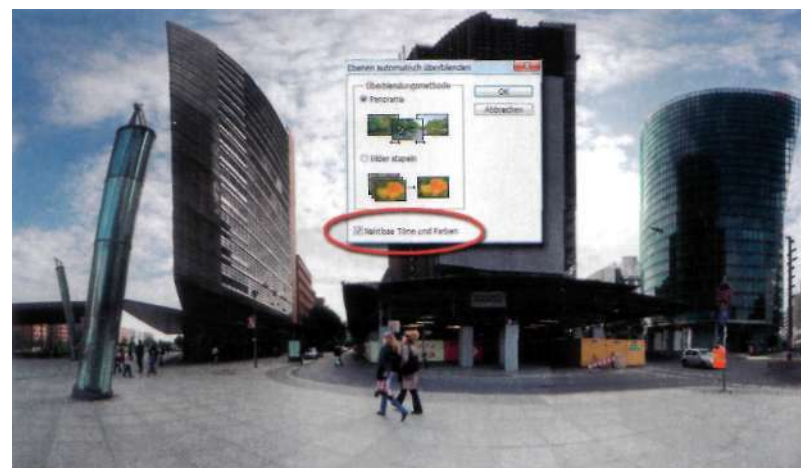 Ebenen automatisch überblenden
Überblendungsmethode
Panorama
OK
Abbrechen
Bilder stapeln
Nahtlose Töne und Farben